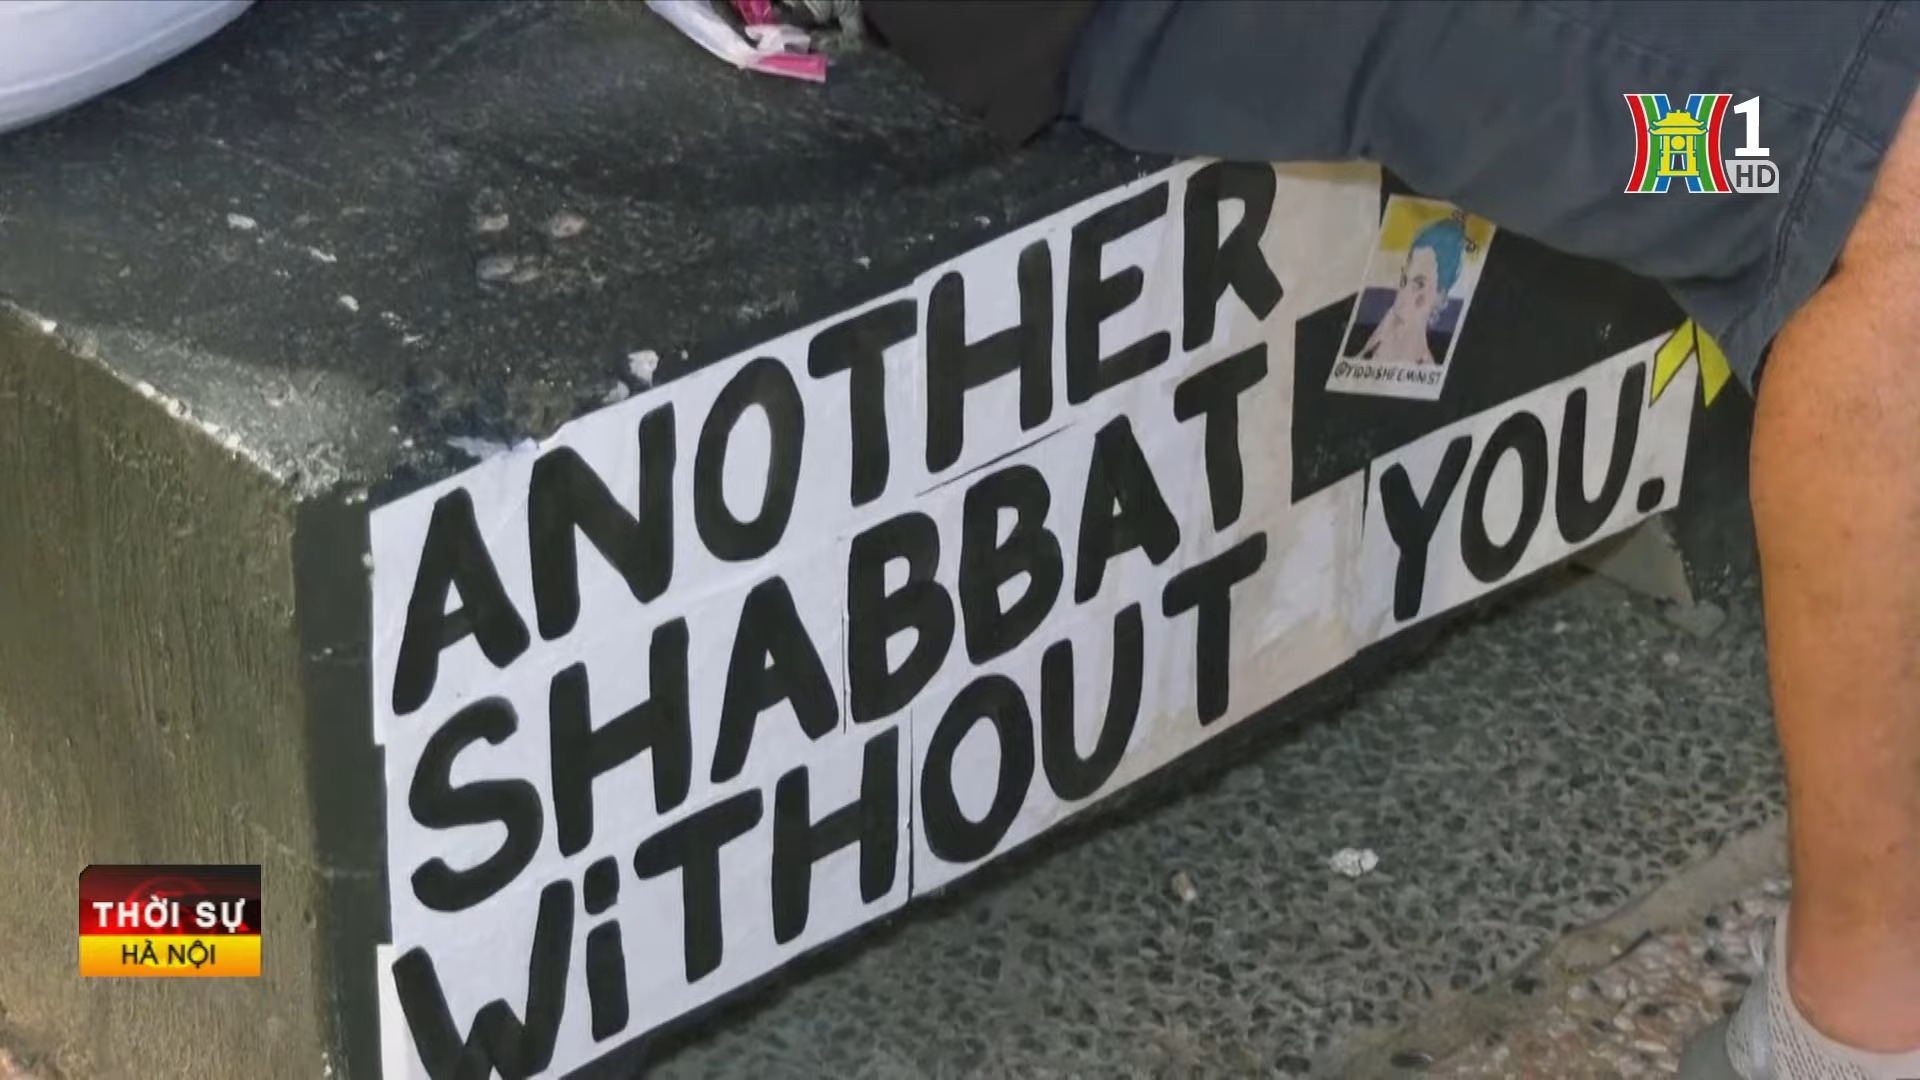 1
HD
ANOTHER
SHABBAT
WiTHOUT YOU.
@YIDDISHFEMINIST
THỜI SỰ
HÀ NỘI